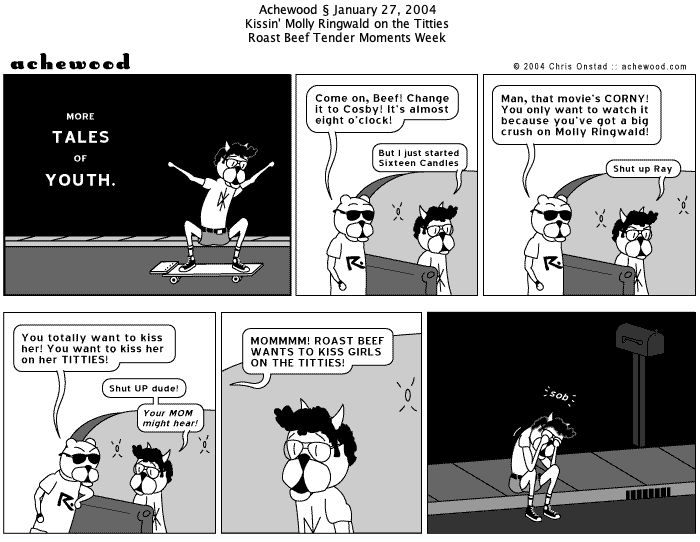 Achewood § January 27, 2004
Kissin' Molly Ringwald on the Titties
Roast Beef Tender Moments Week
achewood
© 2004 Chris Onstad :: achewood.com
MORE
TALES
OF
YOUTH.
Come on, Beef! Change
it to Cosby! It's almost
eight o'clock!
But I just started
Sixteen Candles
R.
Man, that movie's CORNY!
You only want to watch it
because you've got a big
crush on Molly Ringwald!
Shut up Ray
R.
You totally want to kiss
her! You want to kiss her
on her TITTIES!
Shut UP dude!
Your MOM
might hear!
R.
MOMMMM! ROAST BEEF
WANTS TO KISS GIRLS
ON THE TITTIES!
sob